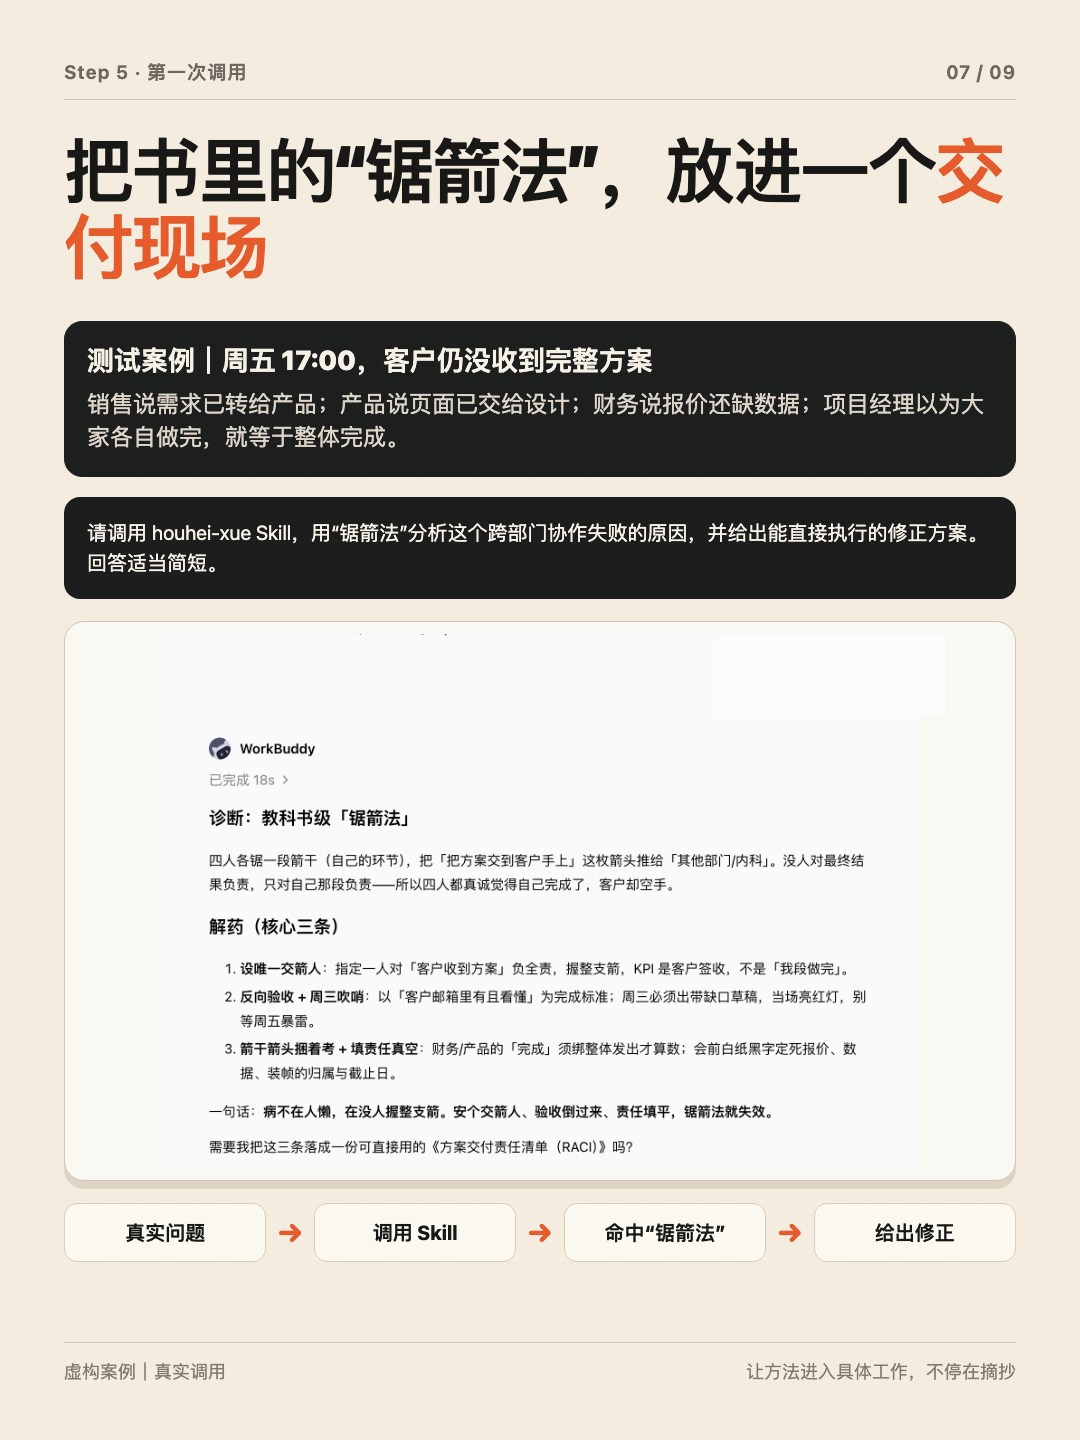 Step 5 · 第一次调用
07 / 09
把书里的“锯箭法”，放进一个交
付现场
测试案例｜周五 17:00，客户仍没收到完整方案
销售说需求已转给产品；产品说页面已交给设计；财务说报价还缺数据；项目经理以为大
家各自做完，就等于整体完成。
请调用 houhei-xue Skill，用“锯箭法”分析这个跨部门协作失败的原因，并给出能直接执行的修正方案。
回答适当简短。
WorkBuddy
已完成 18s >
诊断：教科书级「锯箭法」
四人各锯一段箭干（自己的环节），把「把方案交到客户手上」这枚箭头推给「其他部门/内科」。没人对最终结
果负责，只对自己那段负责——所以四人都真诚觉得自己完成了，客户却空手。
解药（核心三条）
1. 设唯一交箭人：指定一人对「客户收到方案」负全责，握整支箭，KPI 是客户签收，不是「我段做完」。
2. 反向验收 + 周三吹哨：以「客户邮箱里有且看懂」为完成标准；周三必须出带缺口草稿，当场亮红灯，别
等周五暴雷。
3. 箭干箭头捆着考 + 填责任真空：财务/产品的「完成」须绑整体发出才算数；会前白纸黑字定死报价、数
据、装帧的归属与截止日。
一句话：病不在人懒，在没人握整支箭。安个交箭人、验收倒过来、责任填平，锯箭法就失效。
需要我把这三条落成一份可直接用的《方案交付责任清单（RACI）》吗？
真实问题
调用 Skill
命中“锯箭法”
给出修正
虚构案例｜真实调用
让方法进入具体工作，不停在摘抄